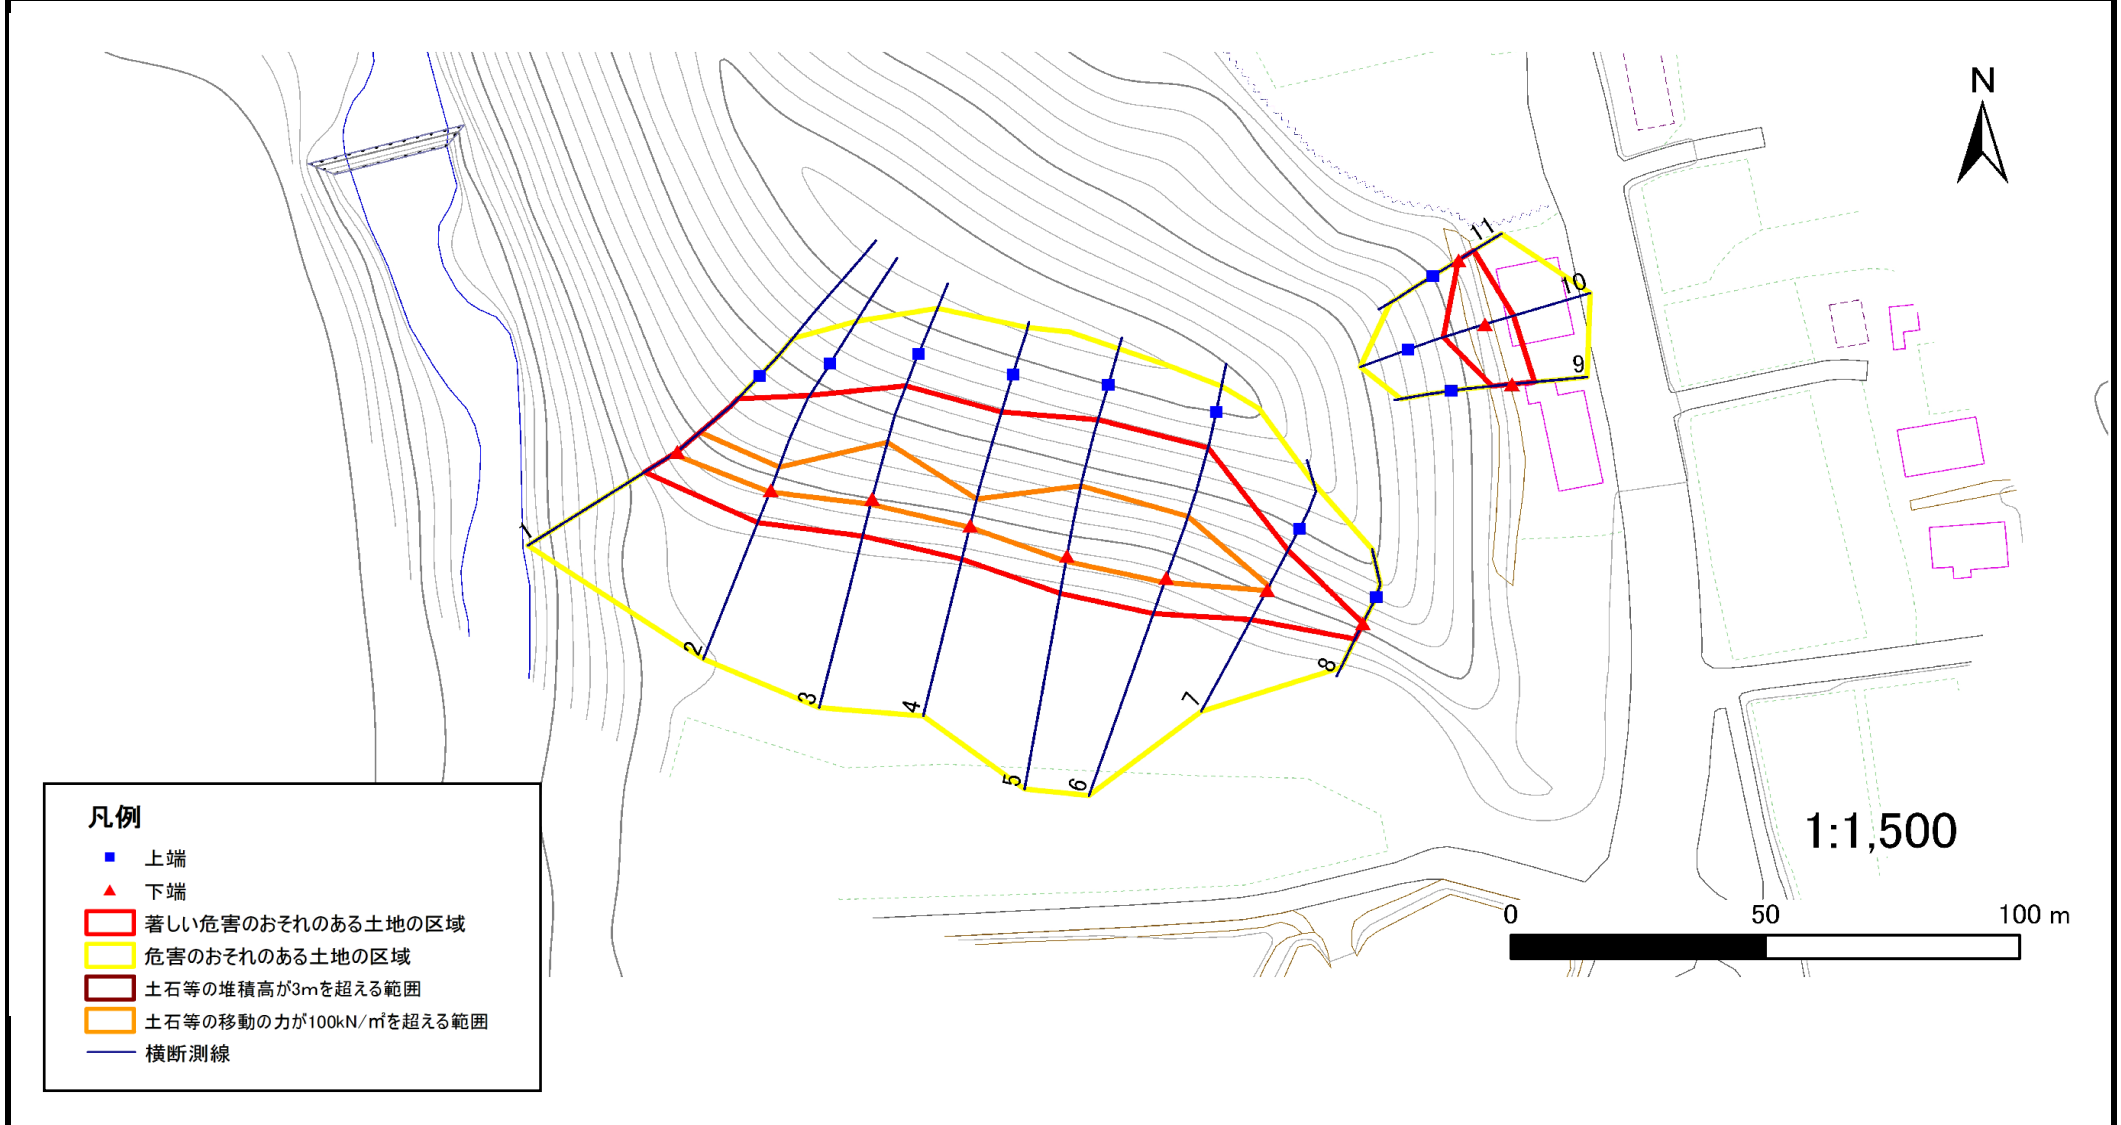 N
11
10
9
1
2
3
4
5
6
7
8
1:1,500
0 50 100 m
凡例
上端
下端
著しい危害のおそれのある土地の区域
危害のおそれのある土地の区域
土石等の堆積高が3mを超える範囲
土石等の移動の力が100kN/㎡を超える範囲
横断測線